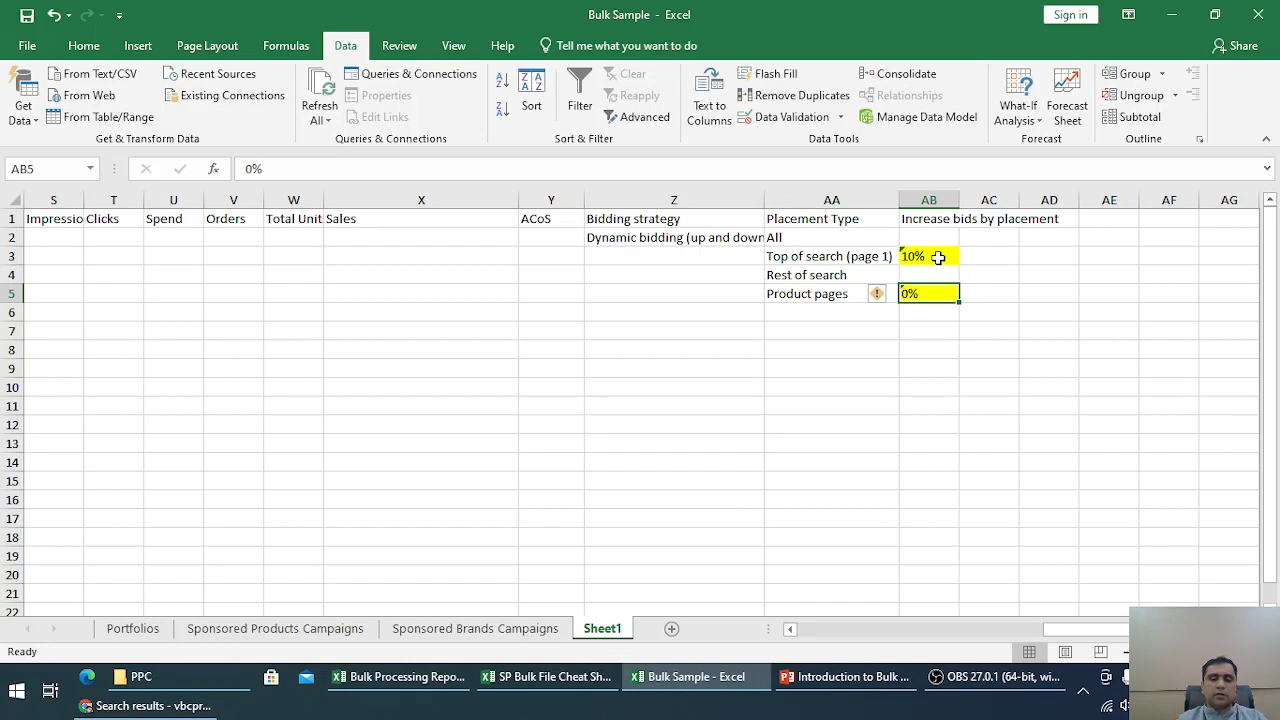 Bulk Sample - Excel
Sign in
File Home Insert Page Layout Formulas Data Review View Help Tell me what you want to do Share
Get Data
From Text/CSV
From Web
From Table/Range
Recent Sources
Existing Connections
Get & Transform Data
Refresh All
Queries & Connections
Properties
Edit Links
Queries & Connections
Sort
Filter
Clear
Reapply
Advanced
Sort & Filter
Text to Columns
Flash Fill
Remove Duplicates
Data Validation
Consolidate
Relationships
Manage Data Model
Data Tools
What-If Analysis
Forecast Sheet
Forecast
Group
Ungroup
Subtotal
Outline
AB5 fx 0%
S T U V W X Y Z AA AB AC AD AE AF AG
1 Impressio Clicks Spend Orders Total Unit Sales ACoS Bidding strategy Placement Type Increase bids by placement
2 Dynamic bidding (up and down All
3 Top of search (page 1) 10%
4 Rest of search
5 Product pages 0%
6
7
8
9
10
11
12
13
14
15
16
17
18
19
20
21
22
Portfolios Sponsored Products Campaigns Sponsored Brands Campaigns Sheet1
Ready
PPC Bulk Processing Repo... SP Bulk File Cheat Sh... Bulk Sample - Excel Introduction to Bulk ... OBS 27.0.1 (64-bit, wi...
Search results - vbcpr...